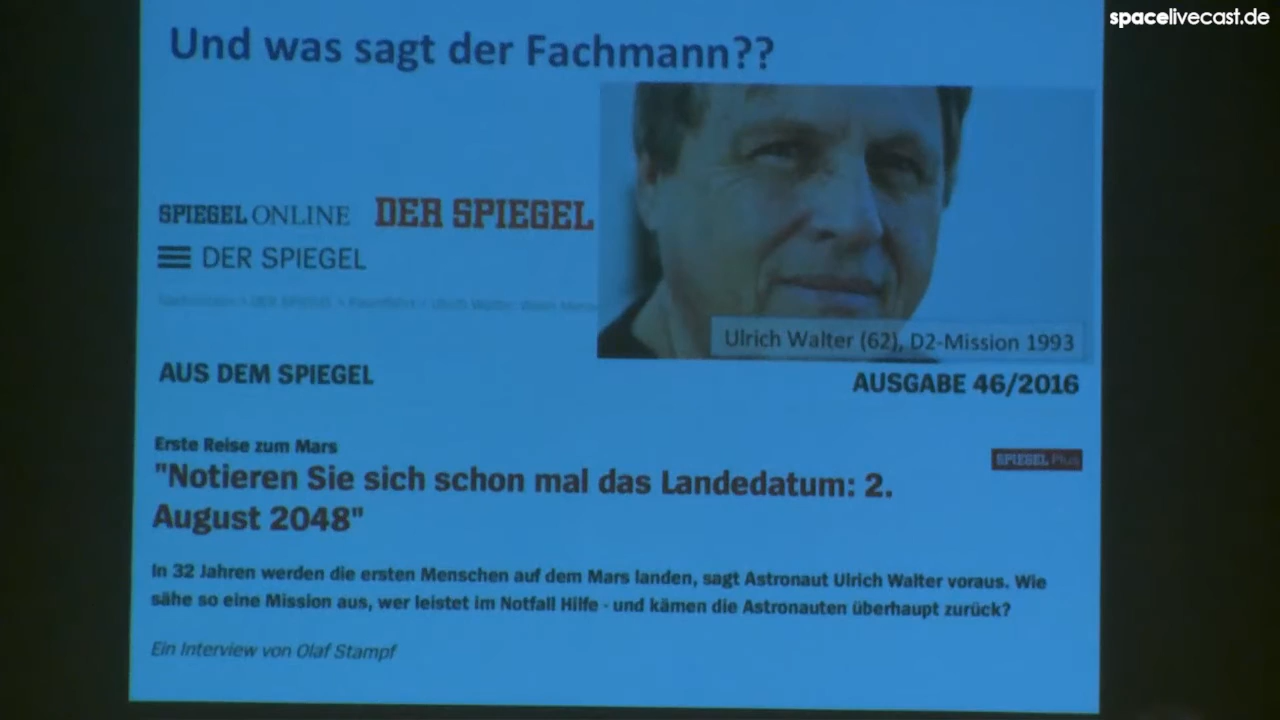 spacelivecast.de
Und was sagt der Fachmann??
SPIEGEL ONLINE DER SPIEGEL
DER SPIEGEL
Ulrich Walter (62), D2-Mission 1993
AUS DEM SPIEGEL
AUSGABE 46/2016
Erste Reise zum Mars
SPIEGEL Plus
"Notieren Sie sich schon mal das Landedatum: 2.
August 2048"
In 32 Jahren werden die ersten Menschen auf dem Mars landen, sagt Astronaut Ulrich Walter voraus. Wie
sähe so eine Mission aus, wer leistet im Notfall Hilfe - und kämen die Astronauten überhaupt zurück?
Ein Interview von Olaf Stampf